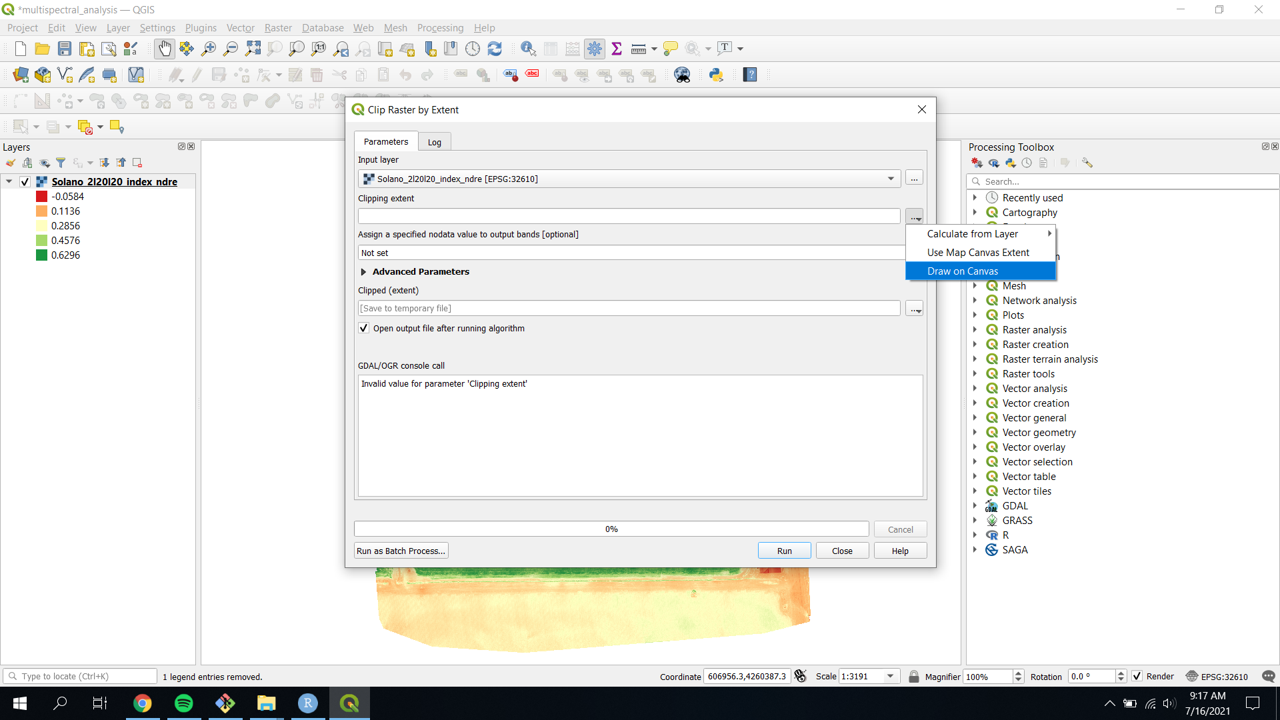 *multispectral_analysis — QGIS
Project Edit View Layer Settings Plugins Vector Raster Database Web Mesh Processing Help
Layers
Solano_2l20l20_index_ndre
-0.0584
0.1136
0.2856
0.4576
0.6296
Clip Raster by Extent
Parameters Log
Input layer
Solano_2l20l20_index_ndre [EPSG:32610]
Clipping extent
Assign a specified nodata value to output bands [optional]
Not set
Advanced Parameters
Clipped (extent)
[Save to temporary file]
Open output file after running algorithm
GDAL/OGR console call
Invalid value for parameter 'Clipping extent'
0%
Cancel
Run as Batch Process...
Run
Close
Help
Calculate from Layer
Use Map Canvas Extent
Draw on Canvas
Processing Toolbox
Search...
Recently used
Cartography
Mesh
Network analysis
Plots
Raster analysis
Raster creation
Raster terrain analysis
Raster tools
Vector analysis
Vector creation
Vector general
Vector geometry
Vector overlay
Vector selection
Vector table
Vector tiles
GDAL
GRASS
R
SAGA
Type to locate (Ctrl+K)
1 legend entries removed.
Coordinate 606956.3,4260387.3
Scale 1:3191
Magnifier 100%
Rotation 0.0 °
Render
EPSG:32610
9:17 AM
7/16/2021